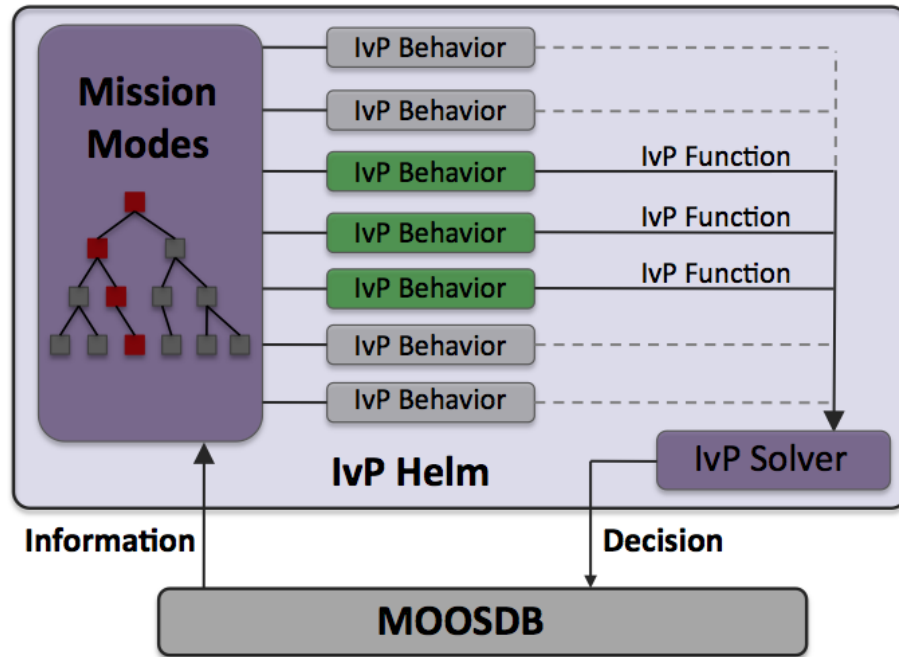 Mission
Modes
IvP Behavior
IvP Behavior
IvP Behavior
IvP Function
IvP Behavior
IvP Function
IvP Behavior
IvP Function
IvP Behavior
IvP Behavior
IvP Solver
IvP Helm
Information
Decision
MOOSDB